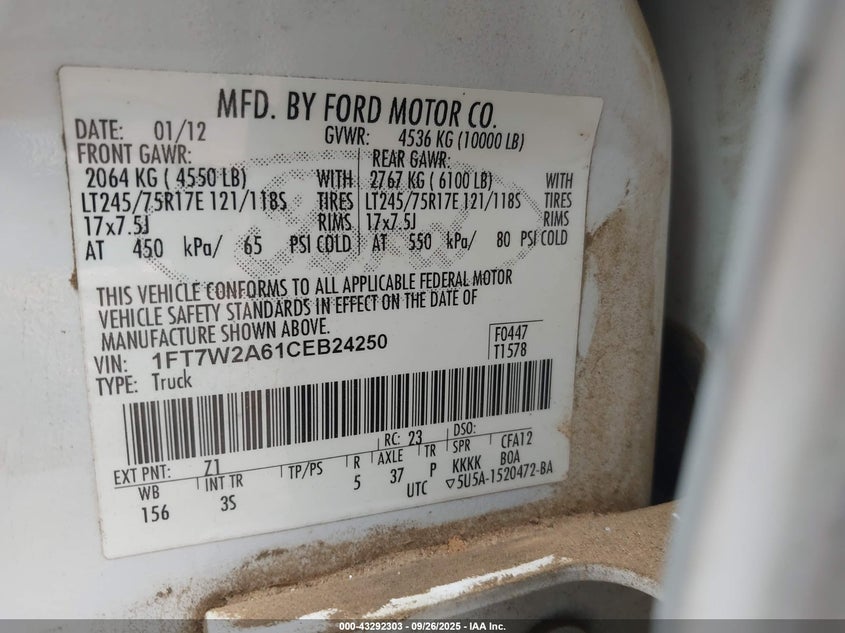 MFD. BY FORD MOTOR CO.
DATE: 01/12 GVWR: 4536 KG (10000 LB)
FRONT GAWR: REAR GAWR:
2064 KG ( 4550 LB) WITH 2767 KG ( 6100 LB) WITH
LT245/75R17E 121/118S TIRES LT245/75R17E 121/118S TIRES
17x7.5J RIMS 17x7.5J RIMS
AT 450 kPa/ 65 PSI COLD AT 550 kPa/ 80 PSI COLD
THIS VEHICLE CONFORMS TO ALL APPLICABLE FEDERAL MOTOR
VEHICLE SAFETY STANDARDS IN EFFECT ON THE DATE OF
MANUFACTURE SHOWN ABOVE.
VIN: 1FT7W2A61CEB24250 F0447
TYPE: Truck T1578
EXT PNT: Z1 RC: 23 DSO:
WB INT TR TP/PS R AXLE TR SPR CFA12
156 3S 5 37 P KKKK BOA
UTC ▽5U5A-1520472-BA
000-43292303 - 09/26/2025 - IAA Inc.